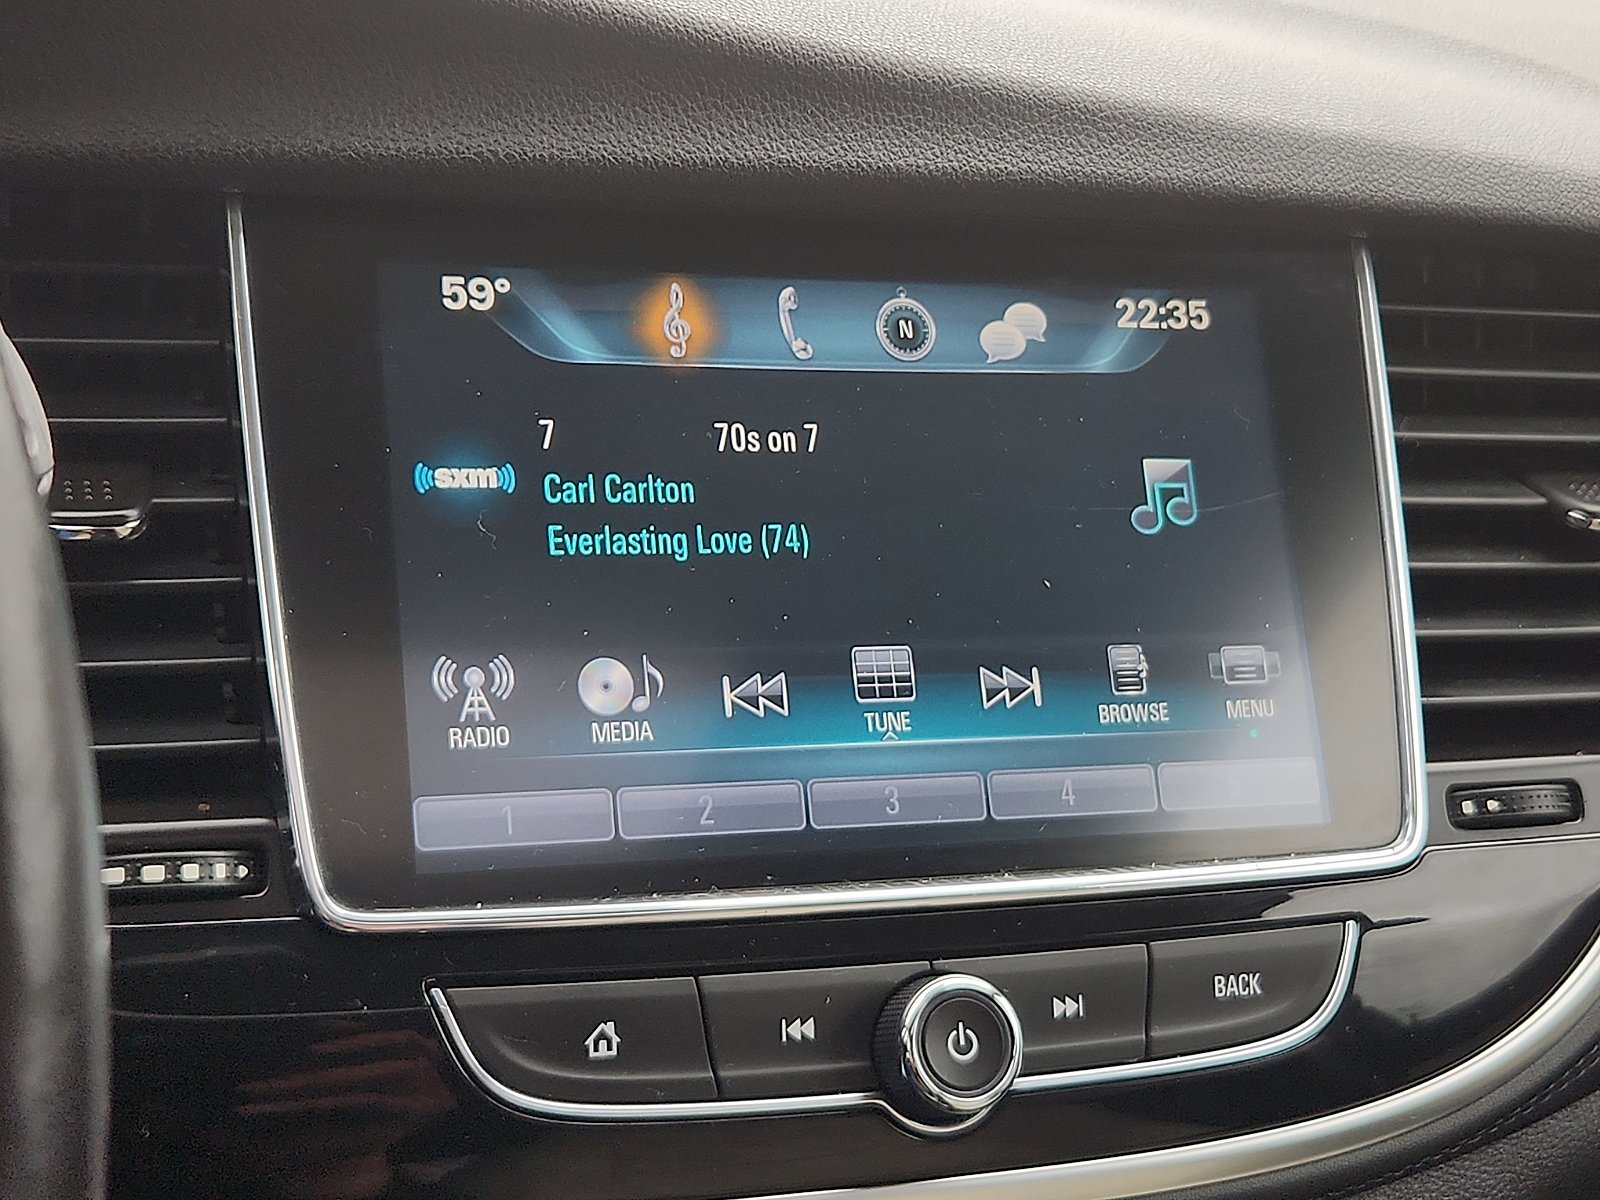 59° 22:35
N
7 70s on 7
sxm
Carl Carlton
Everlasting Love (74)
RADIO MEDIA TUNE BROWSE MENU
1 2 3 4 5
BACK